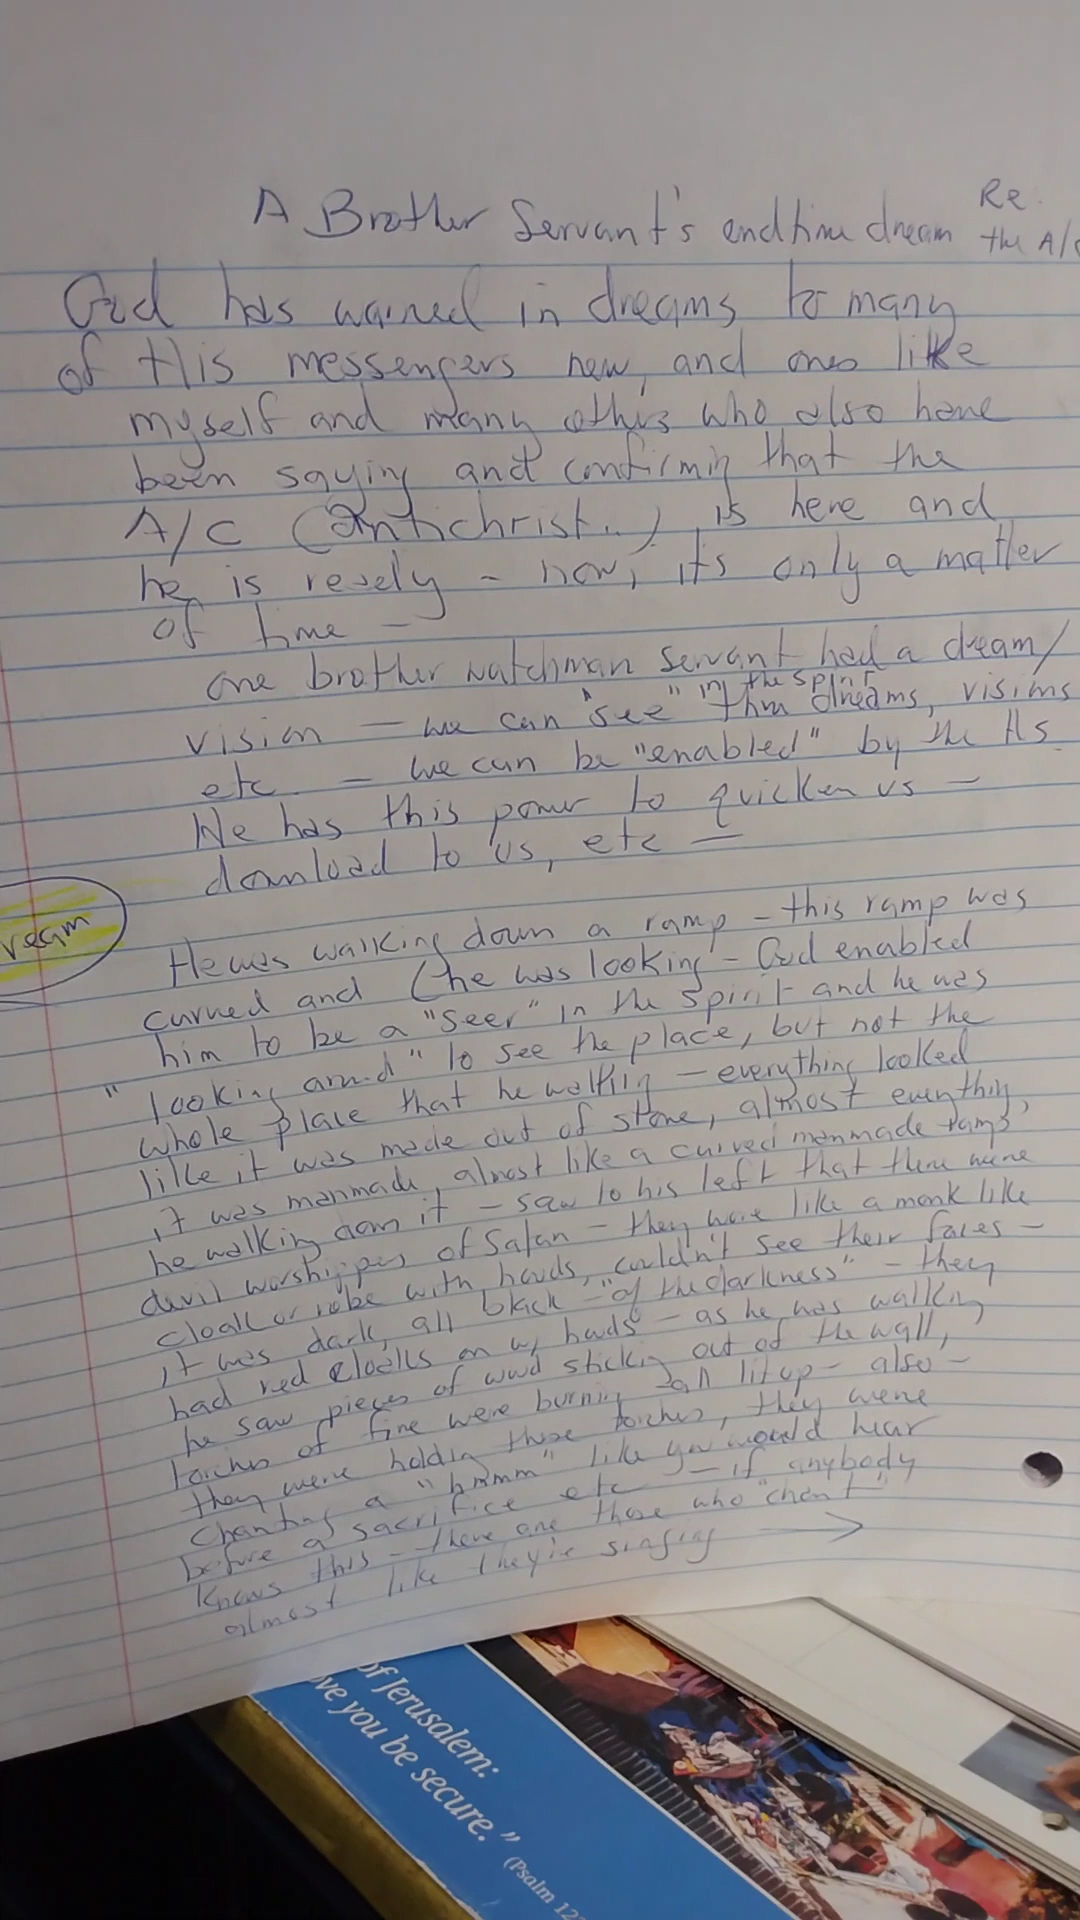 A Brother Servant's endtime dream Re. the A/C
God has warned in dreams to many
of His messengers now, and ones like
myself and many others who also have
been saying and confirming that the
A/C (antichrist..) is here and
he is ready - now, it's only a matter
of time -
one brother watchman servant had a dream/
vision - we can "see" "in the spirit thru dreams, visions
etc. - we can be "enabled" by the HS
He has this power to quicken us -
download to us, etc -
ream
He was walking down a ramp - this ramp was
curved and (he was looking - God enabled
him to be a "seer" in the spirit and he was
"looking around" to see the place, but not the
whole place that he walking - everything looked
like it was made out of stone, almost everything,
it was manmade, almost like a curved manmade ramp
he walking down it - saw to his left that there were
devil worshippers of Satan - they were like a monk like
cloak or robe with hoods, couldn't see their faces -
it was dark, all black - "of the darkness" - they
had red cloaks on w/ hoods - as he was walking
he saw pieces of wood sticking out of the wall,
torches of fire were burning - all lit up - also -
they were holding these torches, they were
chanting a "hmmm" like you would hear
before a sacrifice etc - if anybody
knows this - there are those who "chant"
almost like they're singing →
of Jerusalem:
ve you be secure."
(Psalm 122